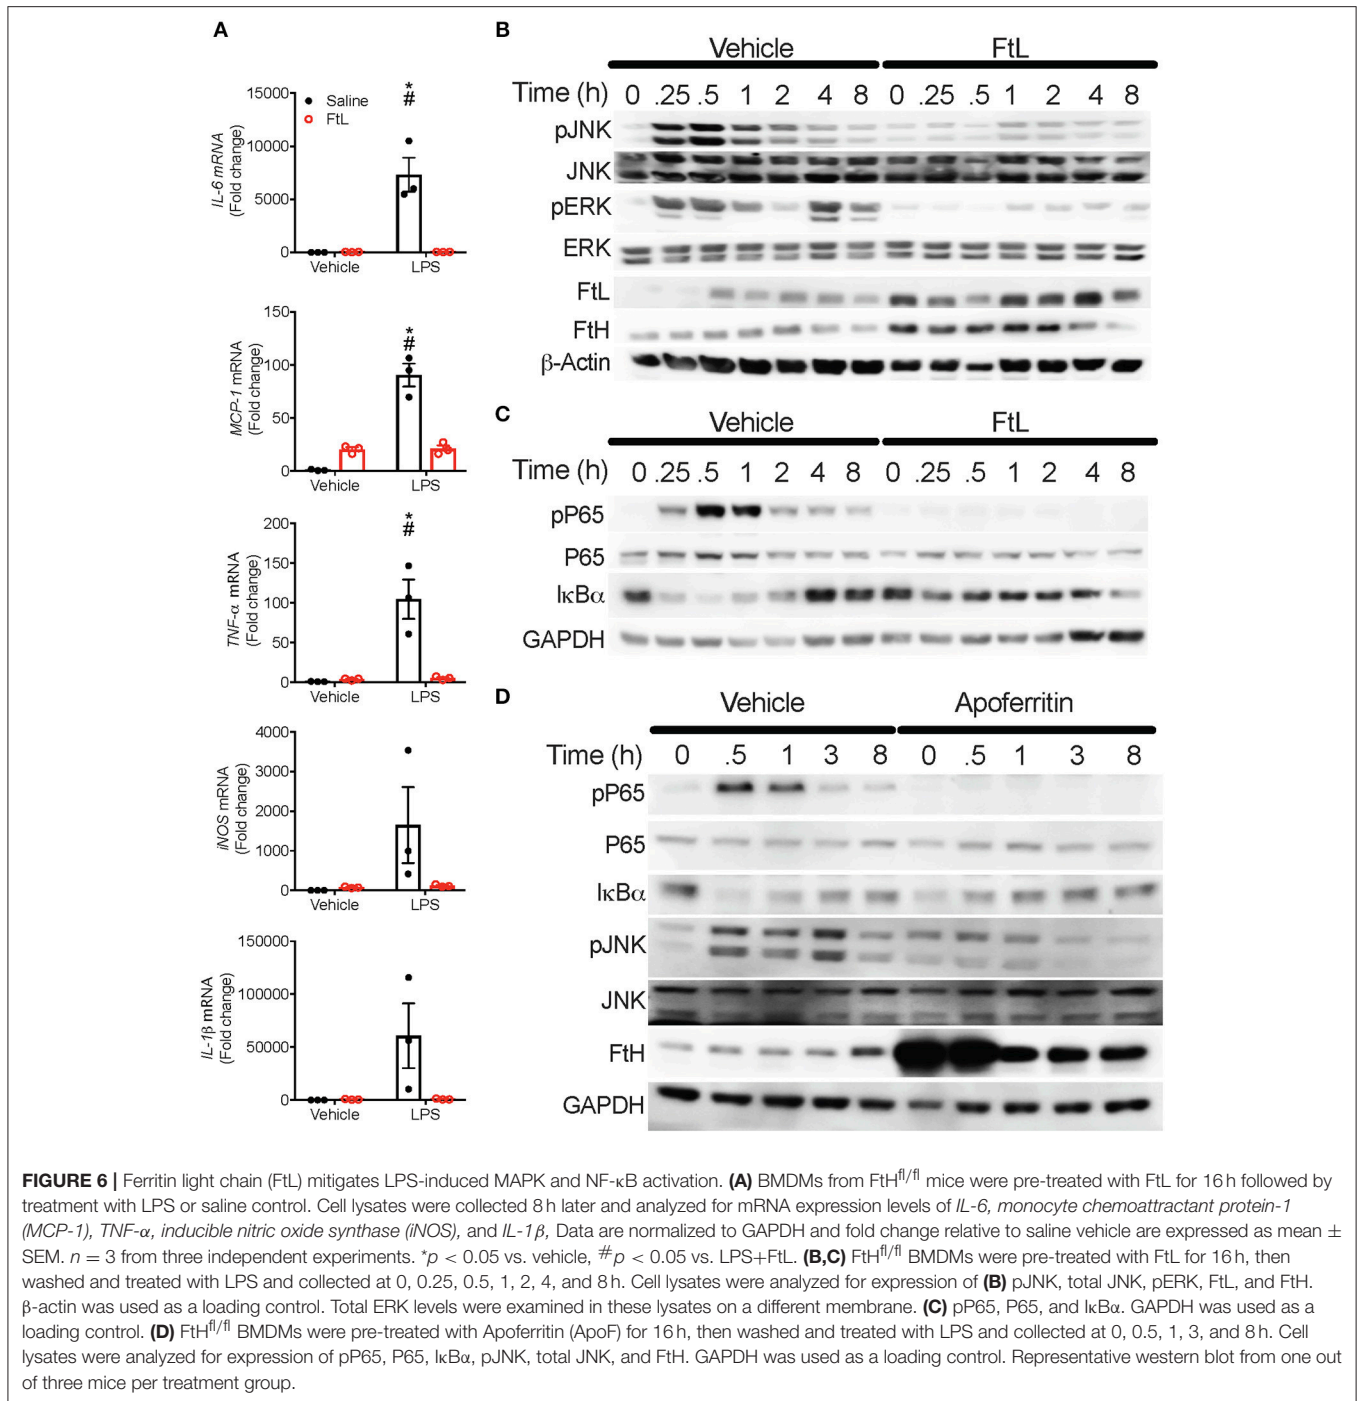 A
15000
10000
5000
0
IL-6 mRNA
(Fold change)
Saline
FtL
*
#
Vehicle LPS
150
100
50
0
MCP-1 mRNA
(Fold change)
*
#
Vehicle LPS
200
150
100
50
0
TNF-α mRNA
(Fold change)
*
#
Vehicle LPS
4000
3000
2000
1000
0
iNOS mRNA
(Fold change)
Vehicle LPS
150000
100000
50000
0
IL-1β mRNA
(Fold change)
Vehicle LPS
B
Vehicle FtL
Time (h) 0 .25 .5 1 2 4 8 0 .25 .5 1 2 4 8
pJNK
JNK
pERK
ERK
FtL
FtH
β-Actin
C
Vehicle FtL
Time (h) 0 .25 .5 1 2 4 8 0 .25 .5 1 2 4 8
pP65
P65
IκBα
GAPDH
D
Vehicle Apoferritin
Time (h) 0 .5 1 3 8 0 .5 1 3 8
pP65
P65
IκBα
pJNK
JNK
FtH
GAPDH
FIGURE 6 | Ferritin light chain (FtL) mitigates LPS-induced MAPK and NF-κB activation. (A) BMDMs from FtH^fl/fl mice were pre-treated with FtL for 16 h followed by
treatment with LPS or saline control. Cell lysates were collected 8 h later and analyzed for mRNA expression levels of IL-6, monocyte chemoattractant protein-1
(MCP-1), TNF-α, inducible nitric oxide synthase (iNOS), and IL-1β, Data are normalized to GAPDH and fold change relative to saline vehicle are expressed as mean ±
SEM. n = 3 from three independent experiments. *p < 0.05 vs. vehicle, #p < 0.05 vs. LPS+FtL. (B,C) FtH^fl/fl BMDMs were pre-treated with FtL for 16 h, then
washed and treated with LPS and collected at 0, 0.25, 0.5, 1, 2, 4, and 8 h. Cell lysates were analyzed for expression of (B) pJNK, total JNK, pERK, FtL, and FtH.
β-actin was used as a loading control. Total ERK levels were examined in these lysates on a different membrane. (C) pP65, P65, and IκBα. GAPDH was used as a
loading control. (D) FtH^fl/fl BMDMs were pre-treated with Apoferritin (ApoF) for 16 h, then washed and treated with LPS and collected at 0, 0.5, 1, 3, and 8 h. Cell
lysates were analyzed for expression of pP65, P65, IκBα, pJNK, total JNK, and FtH. GAPDH was used as a loading control. Representative western blot from one out
of three mice per treatment group.